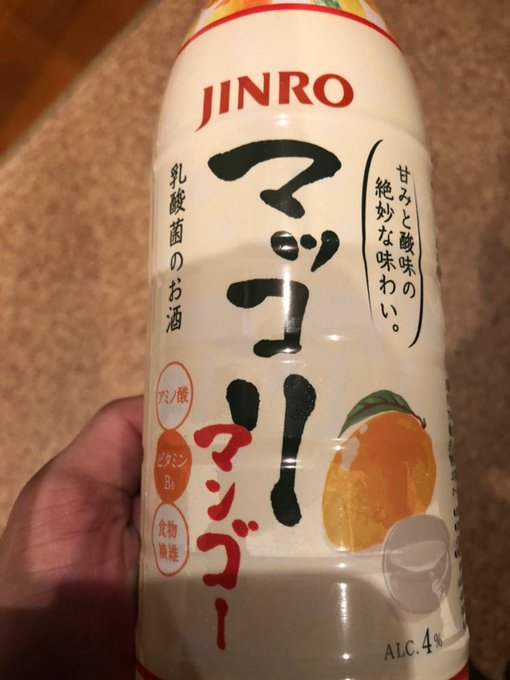 JINRO
マッコリ
マンゴー
甘みと酸味の
絶妙な味わい。
乳酸菌のお酒
アミノ酸
ビタミン
B6
食物
繊維
ALC.4%